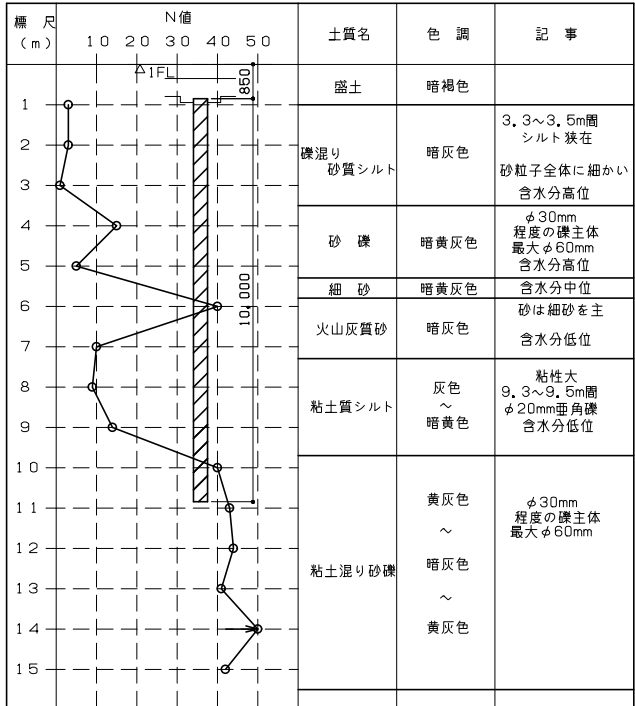 標 尺
(m)
N値
10 20 30 40 50
土質名
色 調
記 事
△1FL
850
盛土
暗褐色
1
2
3
礫混り
砂質シルト
暗灰色
3.3～3.5m間
シルト狭在
砂粒子全体に細かい
含水分高位
4
5
砂 礫
暗黄灰色
φ30mm
程度の礫主体
最大φ60mm
含水分高位
細 砂
暗黄灰色
含水分中位
6
10,000
火山灰質砂
暗灰色
砂は細砂を主
含水分低位
7
8
9
粘土質シルト
灰色
～
暗黄色
粘性大
9.3～9.5m間
φ20mm亜角礫
含水分低位
10
11
12
13
14
15
粘土混り砂礫
黄灰色
～
暗灰色
～
黄灰色
φ30mm
程度の礫主体
最大φ60mm